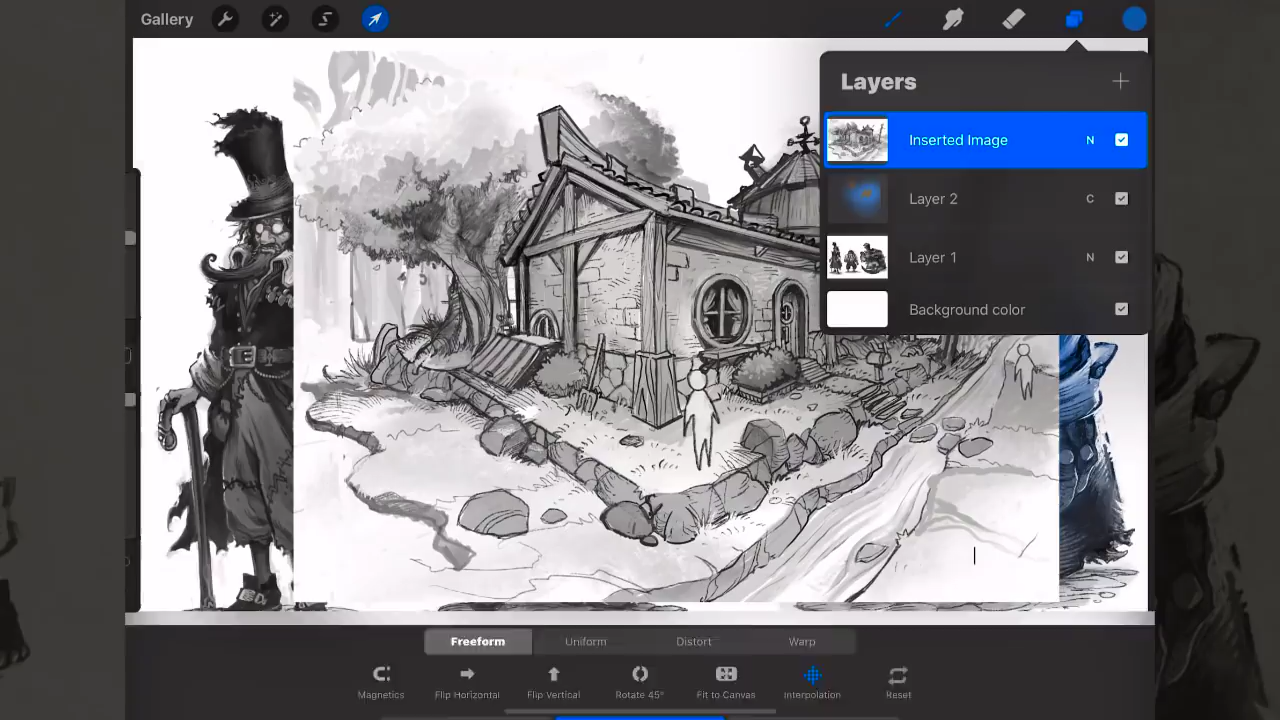 Gallery
Layers
Inserted Image N
Layer 2 C
Layer 1 N
Background color
Freeform Uniform Distort Warp
Magnetics Flip Horizontal Flip Vertical Rotate 45° Fit to Canvas Interpolation Reset